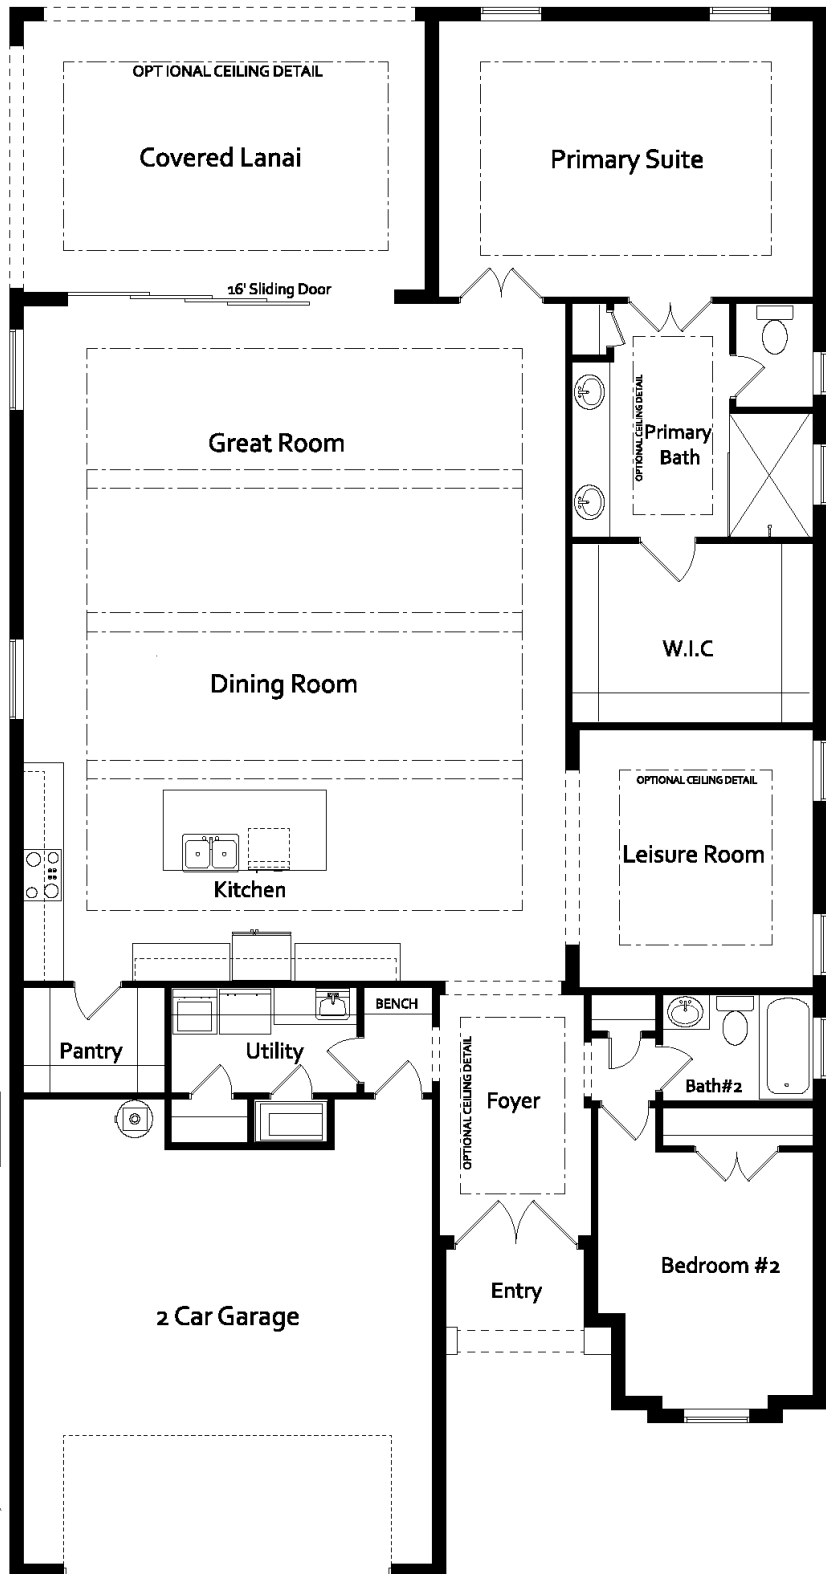 OPTIONAL CEILING DETAIL
Covered Lanai
Primary Suite
16' Sliding Door
Great Room
OPTIONAL CEILING DETAIL
Primary
Bath
W.I.C
Dining Room
OPTIONAL CEILING DETAIL
Leisure Room
Kitchen
BENCH
Pantry
Utility
OPTIONAL CEILING DETAIL
Foyer
Bath#2
Bedroom #2
Entry
2 Car Garage